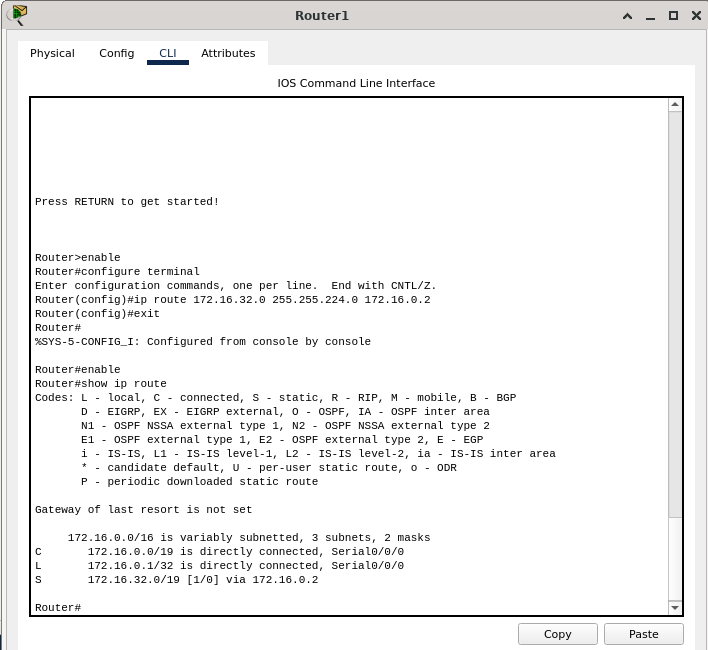 Router1
Physical Config CLI Attributes
IOS Command Line Interface
Press RETURN to get started!
Router>enable
Router#configure terminal
Enter configuration commands, one per line.  End with CNTL/Z.
Router(config)#ip route 172.16.32.0 255.255.224.0 172.16.0.2
Router(config)#exit
Router#
%SYS-5-CONFIG_I: Configured from console by console
Router#enable
Router#show ip route
Codes: L - local, C - connected, S - static, R - RIP, M - mobile, B - BGP
       D - EIGRP, EX - EIGRP external, O - OSPF, IA - OSPF inter area
       N1 - OSPF NSSA external type 1, N2 - OSPF NSSA external type 2
       E1 - OSPF external type 1, E2 - OSPF external type 2, E - EGP
       i - IS-IS, L1 - IS-IS level-1, L2 - IS-IS level-2, ia - IS-IS inter area
       * - candidate default, U - per-user static route, o - ODR
       P - periodic downloaded static route
Gateway of last resort is not set
     172.16.0.0/16 is variably subnetted, 3 subnets, 2 masks
C       172.16.0.0/19 is directly connected, Serial0/0/0
L       172.16.0.1/32 is directly connected, Serial0/0/0
S       172.16.32.0/19 [1/0] via 172.16.0.2
Router#
Copy Paste